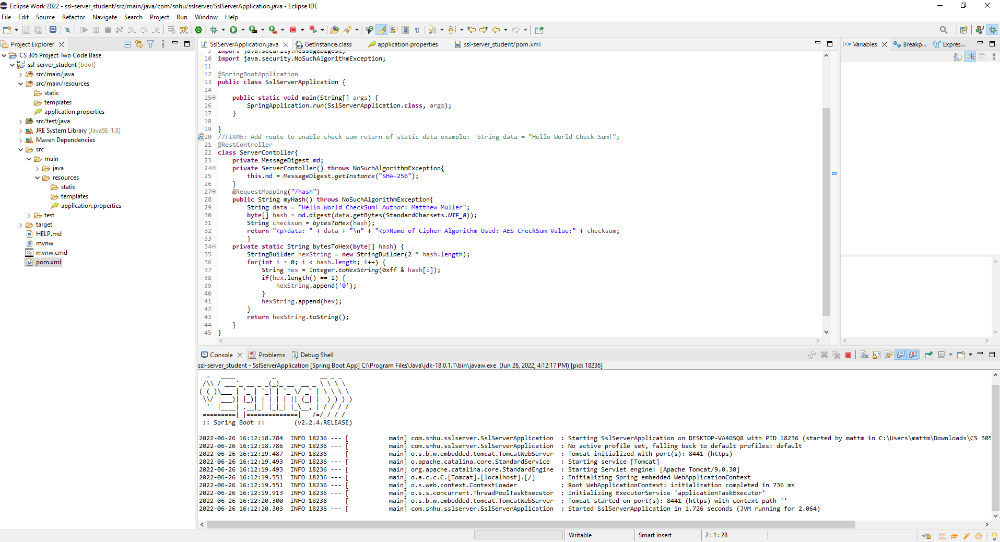 Eclipse Work 2022 - ssl-server_student/src/main/java/com/snhu/sslserver/SslServerApplication.java - Eclipse IDE
File Edit Source Refactor Navigate Search Project Run Window Help
Project Explorer
CS 305 Project Two Code Base
ssl-server_student [boot]
src/main/java
src/main/resources
static
templates
application.properties
src/test/java
JRE System Library [JavaSE-1.8]
Maven Dependencies
src
main
java
resources
static
templates
application.properties
test
target
HELP.md
mvnw
mvnw.cmd
pom.xml
SslServerApplication.java GetInstance.class application.properties ssl-server_student/pom.xml
9 import java.security.MessageDigest;
10 import java.security.NoSuchAlgorithmException;
11
12 @SpringBootApplication
13 public class SslServerApplication {
14
15 public static void main(String[] args) {
16 SpringApplication.run(SslServerApplication.class, args);
17 }
18
19 }
20 //FIXME: Add route to enable check sum return of static data example:  String data = "Hello World Check Sum!";
21 @RestController
22 class ServerContoller{
23 private MessageDigest md;
24 private ServerContoller() throws NoSuchAlgorithmException{
25 this.md = MessageDigest.getInstance("SHA-256");
26 }
27 @RequestMapping("/hash")
28 public String myHash() throws NoSuchAlgorithmException{
29 String data = "Hello World CheckSum! Author: Matthew Muller";
30 byte[] hash = md.digest(data.getBytes(StandardCharsets.UTF_8));
31 String checksum = bytesToHex(hash);
32 return "<p>data: " + data + "\n" + "<p>Name of Cipher Algorithm Used: AES CheckSum Value:" + checksum;
33 }
34 private static String bytesToHex(byte[] hash) {
35 StringBuilder hexString = new StringBuilder(2 * hash.length);
36 for(int i = 0; i < hash.length; i++) {
37 String hex = Integer.toHexString(0xff & hash[i]);
38 if(hex.length() == 1) {
39 hexString.append('0');
40 }
41 hexString.append(hex);
42 }
43 return hexString.toString();
44 }
45 }
(x)= Variables Breakp... Expres...
Console Problems Debug Shell
ssl-server_student - SslServerApplication [Spring Boot App] C:\Program Files\Java\jdk-18.0.1.1\bin\javaw.exe (Jun 26, 2022, 4:12:17 PM) [pid: 18236]
  .   ____          _            __ _ _
 /\\ / ___'_ __ _ _(_)_ __  __ _ \ \ \ \
( ( )\___ | '_ | '_| | '_ \/ _` | \ \ \ \
 \\/  ___)| |_)| | | | | || (_| |  ) ) ) )
  '  |____| .__|_| |_|_| |_\__, | / / / /
 =========|_|==============|___/=/_/_/_/
 :: Spring Boot ::        (v2.2.4.RELEASE)
2022-06-26 16:12:18.784  INFO 18236 --- [           main] com.snhu.sslserver.SslServerApplication  : Starting SslServerApplication on DESKTOP-VA4GSQ8 with PID 18236 (started by mattm in C:\Users\mattm\Downloads\CS 305
2022-06-26 16:12:18.786  INFO 18236 --- [           main] com.snhu.sslserver.SslServerApplication  : No active profile set, falling back to default profiles: default
2022-06-26 16:12:19.487  INFO 18236 --- [           main] o.s.b.w.embedded.tomcat.TomcatWebServer  : Tomcat initialized with port(s): 8441 (https)
2022-06-26 16:12:19.493  INFO 18236 --- [           main] o.apache.catalina.core.StandardService   : Starting service [Tomcat]
2022-06-26 16:12:19.493  INFO 18236 --- [           main] org.apache.catalina.core.StandardEngine  : Starting Servlet engine: [Apache Tomcat/9.0.30]
2022-06-26 16:12:19.551  INFO 18236 --- [           main] o.a.c.c.C.[Tomcat].[localhost].[/]       : Initializing Spring embedded WebApplicationContext
2022-06-26 16:12:19.551  INFO 18236 --- [           main] o.s.web.context.ContextLoader            : Root WebApplicationContext: initialization completed in 736 ms
2022-06-26 16:12:19.913  INFO 18236 --- [           main] o.s.s.concurrent.ThreadPoolTaskExecutor  : Initializing ExecutorService 'applicationTaskExecutor'
2022-06-26 16:12:20.300  INFO 18236 --- [           main] o.s.b.w.embedded.tomcat.TomcatWebServer  : Tomcat started on port(s): 8441 (https) with context path ''
2022-06-26 16:12:20.303  INFO 18236 --- [           main] com.snhu.sslserver.SslServerApplication  : Started SslServerApplication in 1.726 seconds (JVM running for 2.064)
Writable Smart Insert 2 : 1 : 28